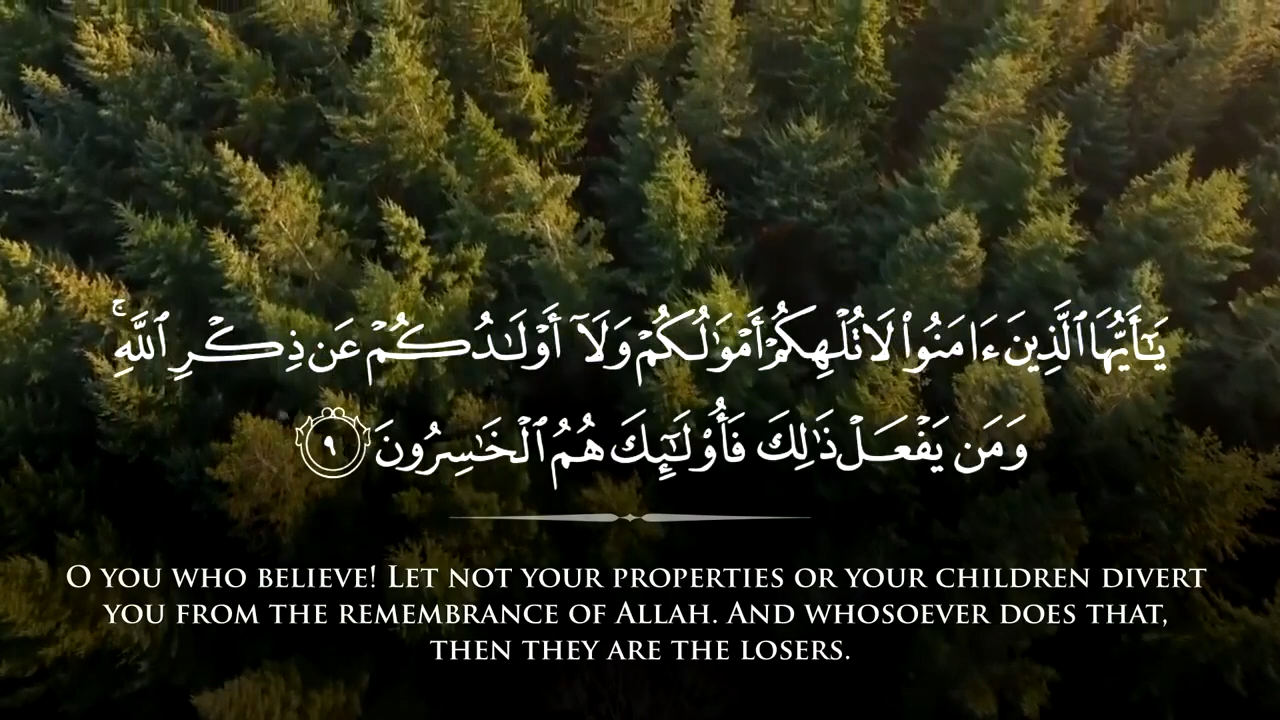 يَـٰٓأَيُّهَا ٱلَّذِينَ ءَامَنُوا۟ لَا تُلْهِكُمْ أَمْوَٰلُكُمْ وَلَآ أَوْلَـٰدُكُمْ عَن ذِكْرِ ٱللَّهِ ۚ
وَمَن يَفْعَلْ ذَٰلِكَ فَأُو۟لَـٰٓئِكَ هُمُ ٱلْخَـٰسِرُونَ ٩
O YOU WHO BELIEVE! LET NOT YOUR PROPERTIES OR YOUR CHILDREN DIVERT
YOU FROM THE REMEMBRANCE OF ALLAH. AND WHOSOEVER DOES THAT,
THEN THEY ARE THE LOSERS.